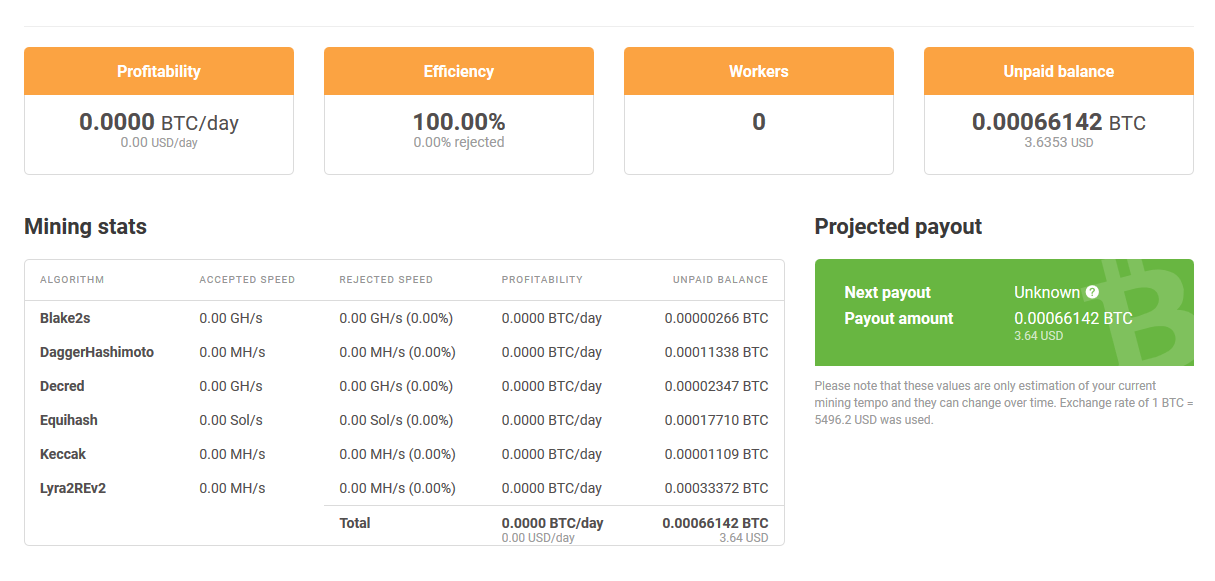 Profitability
0.0000 BTC/day
0.00 USD/day
Efficiency
100.00%
0.00% rejected
Workers
0
Unpaid balance
0.00066142 BTC
3.6353 USD
Mining stats
ALGORITHM ACCEPTED SPEED REJECTED SPEED PROFITABILITY UNPAID BALANCE
Blake2s 0.00 GH/s 0.00 GH/s (0.00%) 0.0000 BTC/day 0.00000266 BTC
DaggerHashimoto 0.00 MH/s 0.00 MH/s (0.00%) 0.0000 BTC/day 0.00011338 BTC
Decred 0.00 GH/s 0.00 GH/s (0.00%) 0.0000 BTC/day 0.00002347 BTC
Equihash 0.00 Sol/s 0.00 Sol/s (0.00%) 0.0000 BTC/day 0.00017710 BTC
Keccak 0.00 MH/s 0.00 MH/s (0.00%) 0.0000 BTC/day 0.00001109 BTC
Lyra2REv2 0.00 MH/s 0.00 MH/s (0.00%) 0.0000 BTC/day 0.00033372 BTC
Total 0.0000 BTC/day 0.00066142 BTC
0.00 USD/day 3.64 USD
Projected payout
Next payout Unknown ?
Payout amount 0.00066142 BTC
3.64 USD
Please note that these values are only estimation of your current
mining tempo and they can change over time. Exchange rate of 1 BTC =
5496.2 USD was used.